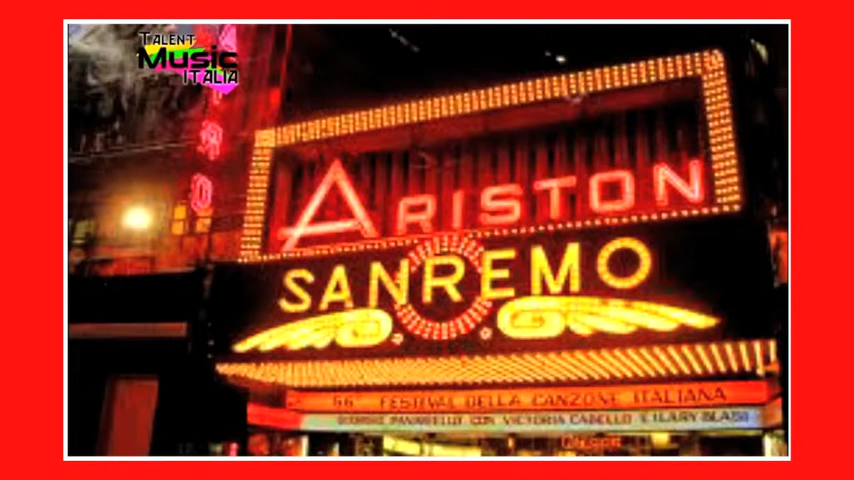 TALENT
Music
ITALIA
ARISTON
SANREMO
56 FESTIVAL DELLA CANZONE ITALIANA
GIORGIO PANARIELLO CON VICTORIA CABELLO E ILARY BLASI